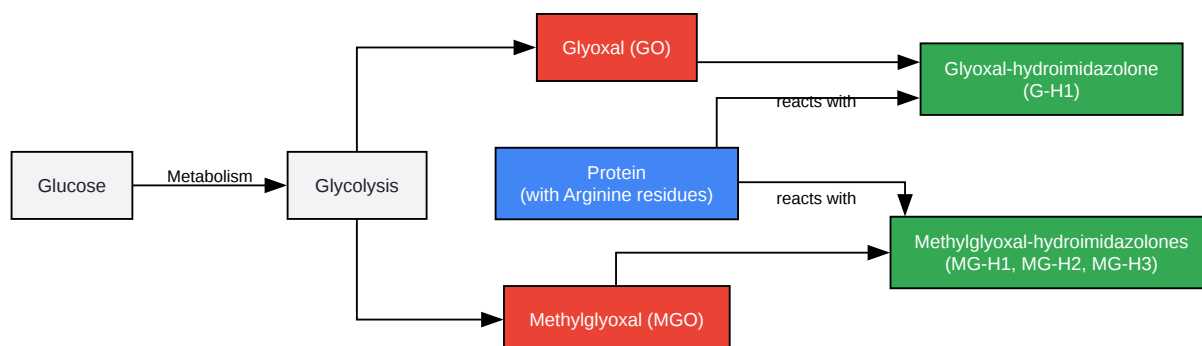 Glucose
Metabolism
Glycolysis
Glyoxal (GO)
Glyoxal-hydroimidazolone
(G-H1)
reacts with
Protein
(with Arginine residues)
reacts with
Methylglyoxal-hydroimidazolones
(MG-H1, MG-H2, MG-H3)
Methylglyoxal (MGO)